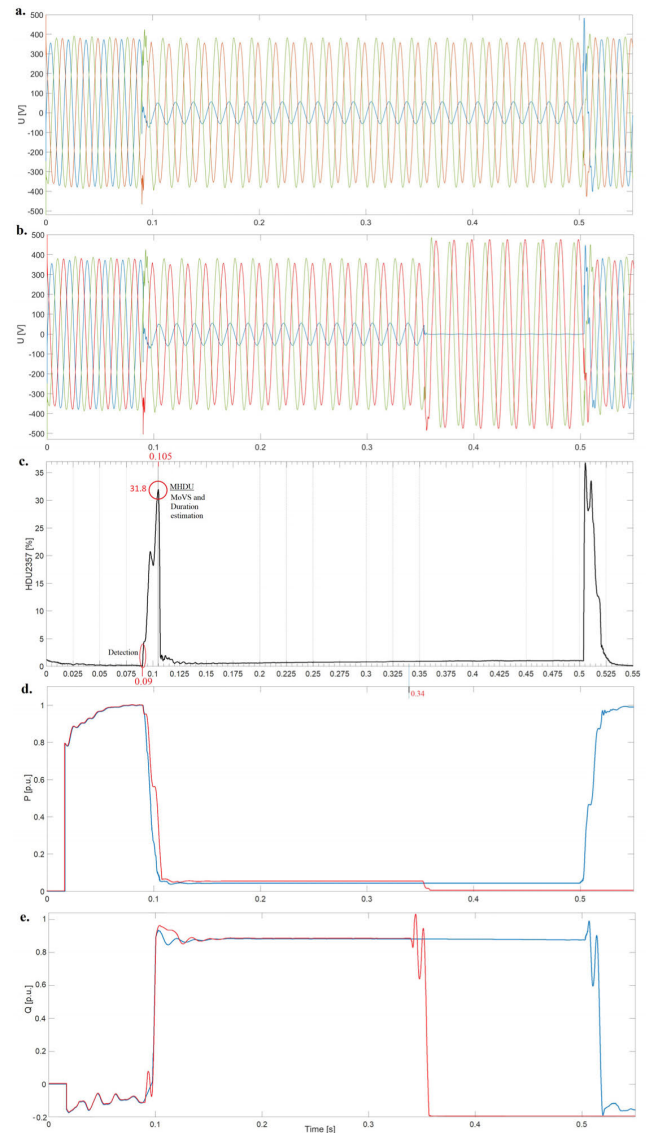 a.
500
400
300
200
100
0
-100
-200
-300
-400
-500
U [V]
0 0.1 0.2 0.3 0.4 0.5
b.
500
400
300
200
100
0
-100
-200
-300
-400
-500
U [V]
0 0.1 0.2 0.3 0.4 0.5
0.105
c.
35
30
25
20
15
10
5
0
HDU2357 [%]
31.8
MHDU
MoVS and
Duration
estimation
Detection
0 0.025 0.05 0.075 0.1 0.125 0.15 0.175 0.2 0.225 0.25 0.275 0.3 0.325 0.35 0.375 0.4 0.425 0.45 0.475 0.5 0.525 0.55
0.09
d.
0.34
1
0.8
0.6
0.4
0.2
0
P [p.u.]
0 0.1 0.2 0.3 0.4 0.5
e.
1
0.8
0.6
0.4
0.2
0
-0.2
Q [p.u.]
0 0.1 0.2 0.3 0.4 0.5
Time [s]